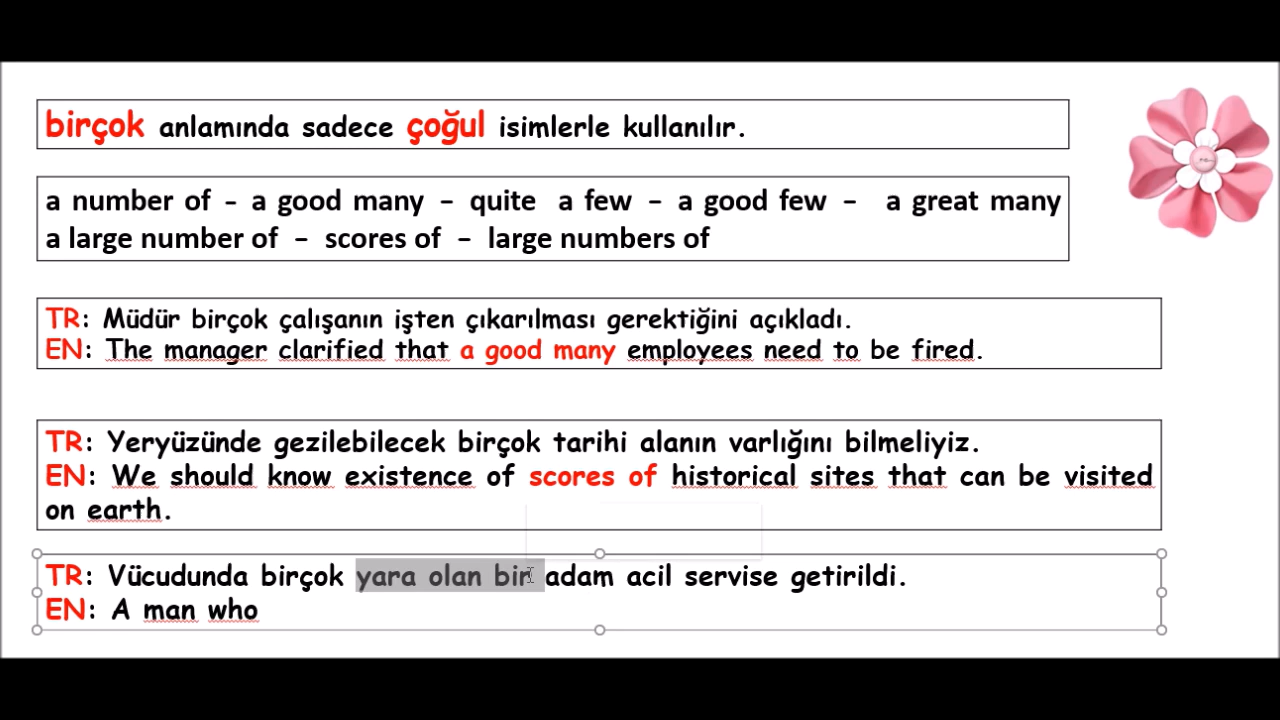 birçok anlamında sadece çoğul isimlerle kullanılır.
a number of - a good many – quite a few – a good few – a great many
a large number of – scores of – large numbers of
TR: Müdür birçok çalışanın işten çıkarılması gerektiğini açıkladı.
EN: The manager clarified that a good many employees need to be fired.
TR: Yeryüzünde gezilebilecek birçok tarihi alanın varlığını bilmeliyiz.
EN: We should know existence of scores of historical sites that can be visited
on earth.
TR: Vücudunda birçok yara olan bir adam acil servise getirildi.
EN: A man who